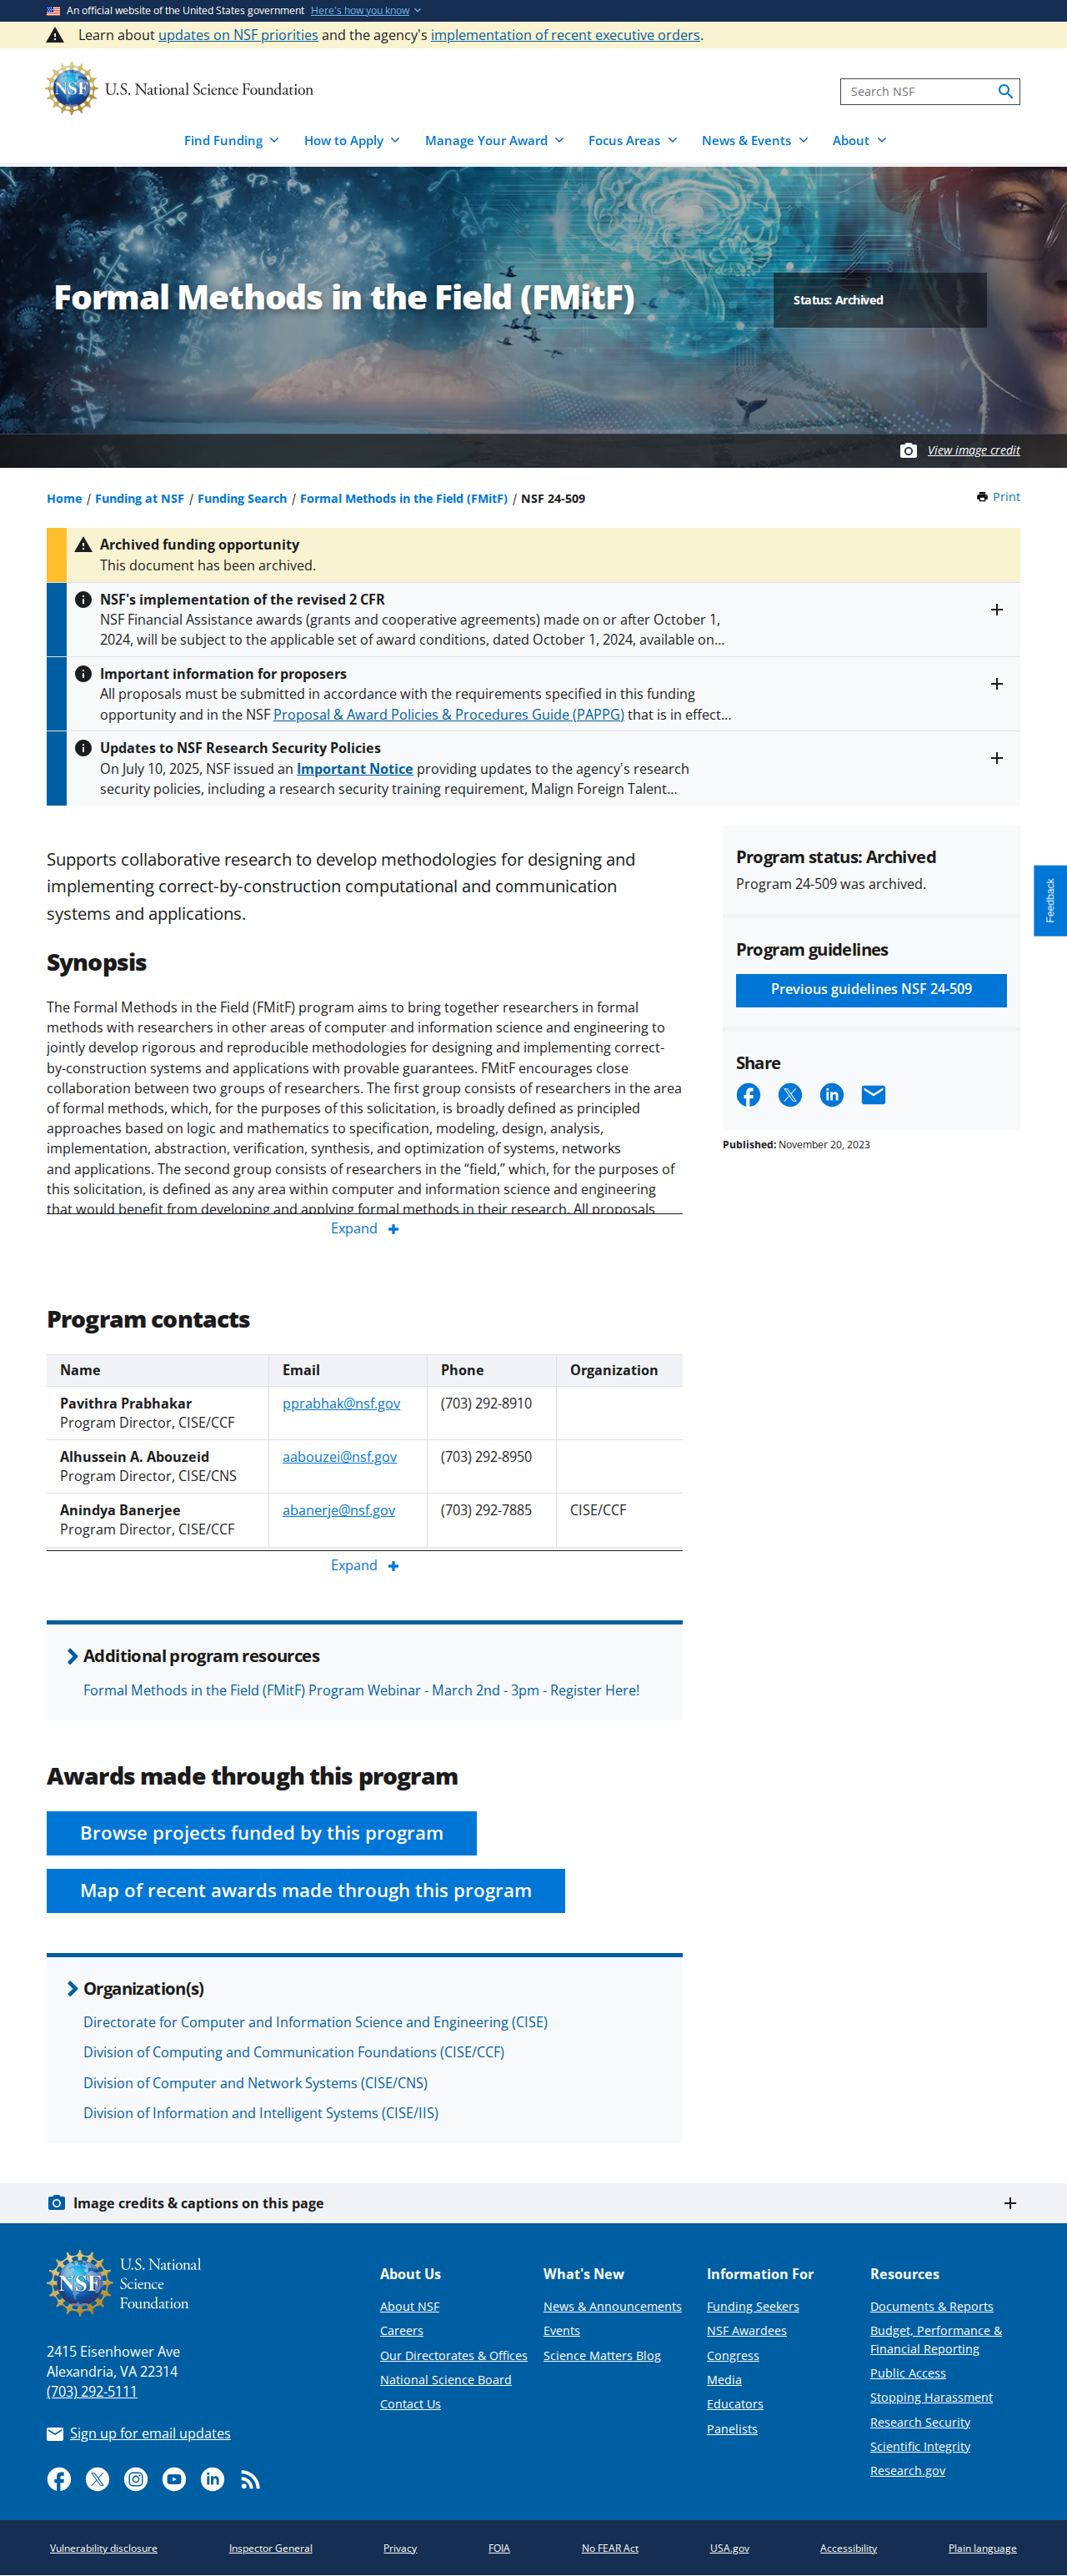 An official website of the United States government Here's how you know
Learn about updates on NSF priorities and the agency's implementation of recent executive orders.
NSF U.S. National Science Foundation
Search NSF
Find Funding How to Apply Manage Your Award Focus Areas News & Events About
Formal Methods in the Field (FMitF)
Status: Archived
View image credit
Home / Funding at NSF / Funding Search / Formal Methods in the Field (FMitF) / NSF 24-509
Print
Archived funding opportunity
This document has been archived.
NSF's implementation of the revised 2 CFR
NSF Financial Assistance awards (grants and cooperative agreements) made on or after October 1,
2024, will be subject to the applicable set of award conditions, dated October 1, 2024, available on...
Important information for proposers
All proposals must be submitted in accordance with the requirements specified in this funding
opportunity and in the NSF Proposal & Award Policies & Procedures Guide (PAPPG) that is in effect...
Updates to NSF Research Security Policies
On July 10, 2025, NSF issued an Important Notice providing updates to the agency's research
security policies, including a research security training requirement, Malign Foreign Talent...
Supports collaborative research to develop methodologies for designing and
implementing correct-by-construction computational and communication
systems and applications.
Synopsis
The Formal Methods in the Field (FMitF) program aims to bring together researchers in formal
methods with researchers in other areas of computer and information science and engineering to
jointly develop rigorous and reproducible methodologies for designing and implementing correct-
by-construction systems and applications with provable guarantees. FMitF encourages close
collaboration between two groups of researchers. The first group consists of researchers in the area
of formal methods, which, for the purposes of this solicitation, is broadly defined as principled
approaches based on logic and mathematics to specification, modeling, design, analysis,
implementation, abstraction, verification, synthesis, and optimization of systems, networks
and applications. The second group consists of researchers in the “field,” which, for the purposes of
this solicitation, is defined as any area within computer and information science and engineering
that would benefit from developing and applying formal methods in their research. All proposals
Expand
Program status: Archived
Program 24-509 was archived.
Program guidelines
Previous guidelines NSF 24-509
Share
Published: November 20, 2023
Feedback
Program contacts
Name Email Phone Organization
Pavithra Prabhakar pprabhak@nsf.gov (703) 292-8910
Program Director, CISE/CCF
Alhussein A. Abouzeid aabouzei@nsf.gov (703) 292-8950
Program Director, CISE/CNS
Anindya Banerjee abanerje@nsf.gov (703) 292-7885 CISE/CCF
Program Director, CISE/CCF
Expand
Additional program resources
Formal Methods in the Field (FMitF) Program Webinar - March 2nd - 3pm - Register Here!
Awards made through this program
Browse projects funded by this program
Map of recent awards made through this program
Organization(s)
Directorate for Computer and Information Science and Engineering (CISE)
Division of Computing and Communication Foundations (CISE/CCF)
Division of Computer and Network Systems (CISE/CNS)
Division of Information and Intelligent Systems (CISE/IIS)
Image credits & captions on this page
NSF
U.S. National
Science
Foundation
2415 Eisenhower Ave
Alexandria, VA 22314
(703) 292-5111
Sign up for email updates
About Us
About NSF
Careers
Our Directorates & Offices
National Science Board
Contact Us
What's New
News & Announcements
Events
Science Matters Blog
Information For
Funding Seekers
NSF Awardees
Congress
Media
Educators
Panelists
Resources
Documents & Reports
Budget, Performance &
Financial Reporting
Public Access
Stopping Harassment
Research Security
Scientific Integrity
Research.gov
Vulnerability disclosure Inspector General Privacy FOIA No FEAR Act USA.gov Accessibility Plain language